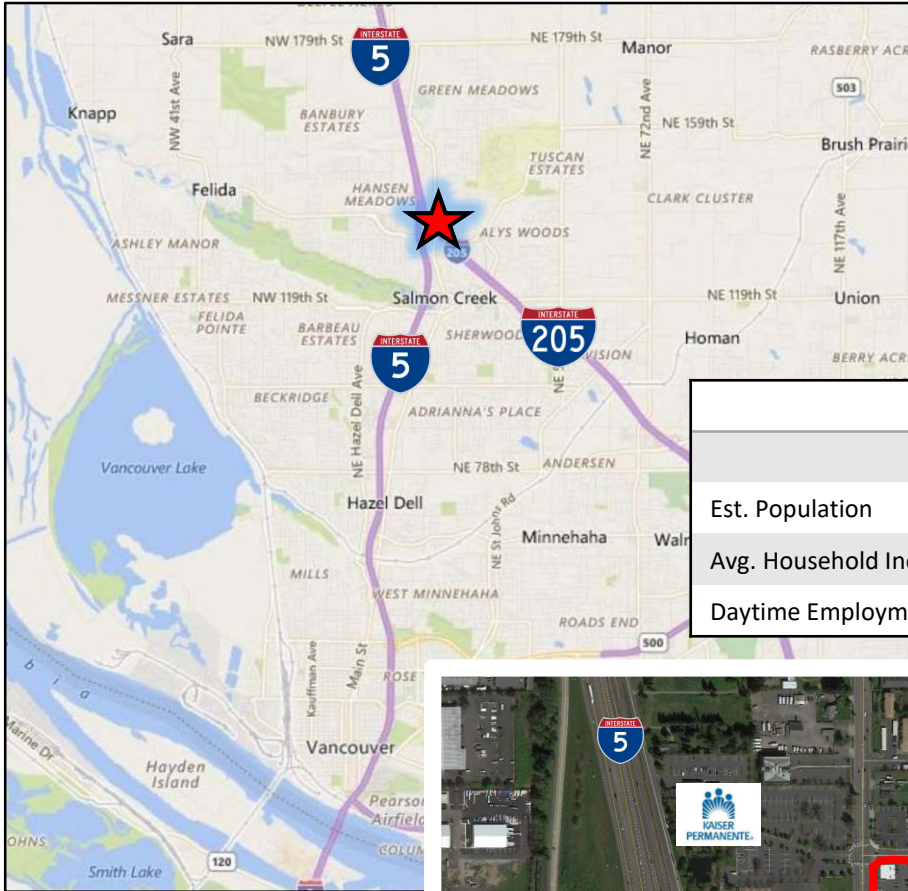 Sara
NW 179th St
INTERSTATE
5
NE 179th St
Manor
RASBERRY ACR
503
GREEN MEADOWS
NW 41st Ave
Knapp
BANBURY
ESTATES
NE 72nd Ave
NE 159th St
Brush Prairi
TUSCAN
ESTATES
Felida
HANSEN
MEADOWS
CLARK CLUSTER
NE 117th Ave
ASHLEY MANOR
ALYS WOODS
205
MESSNER ESTATES
NW 119th St
Salmon Creek
NE 119th St
Union
FELIDA
POINTE
BARBEAU
ESTATES
INTERSTATE
5
SHERWOOD
INTERSTATE
205
VISION
Homan
BERRY ACR
NE Hazel Dell Ave
BECKRIDGE
ADRIANNA'S PLACE
Vancouver Lake
NE 78th St
ANDERSEN
Hazel Dell
NE St Johns Rd
Minnehaha
Waln
Est. Population
Avg. Household In
Daytime Employm
MILLS
WEST MINNEHAHA
ROADS END
500
Kauffman Ave
Main St
ROSE
b i a
Marine Dr
Vancouver
Hayden
Island
Pearso
Airfiel
COLUM
OHNS
120
Smith Lake
INTERSTATE
5
KAISER
PERMANENTE